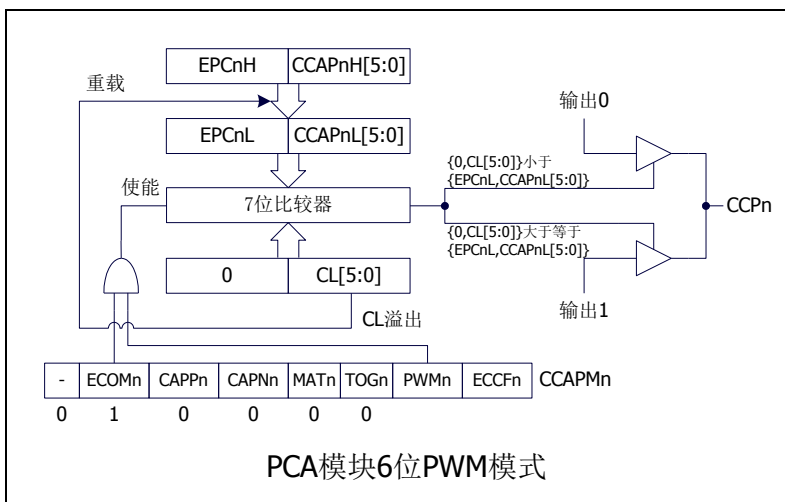 EPCnH CCAPnH[5:0]
重载
输出0
EPCnL CCAPnL[5:0]
{0,CL[5:0]}小于
{EPCnL,CCAPnL[5:0]}
使能
7位比较器
CCPn
{0,CL[5:0]}大于等于
{EPCnL,CCAPnL[5:0]}
0 CL[5:0]
输出1
CL溢出
- ECOMn CAPPn CAPNn MATn TOGn PWMn ECCFn CCAPMn
0 1 0 0 0 0
PCA模块6位PWM模式